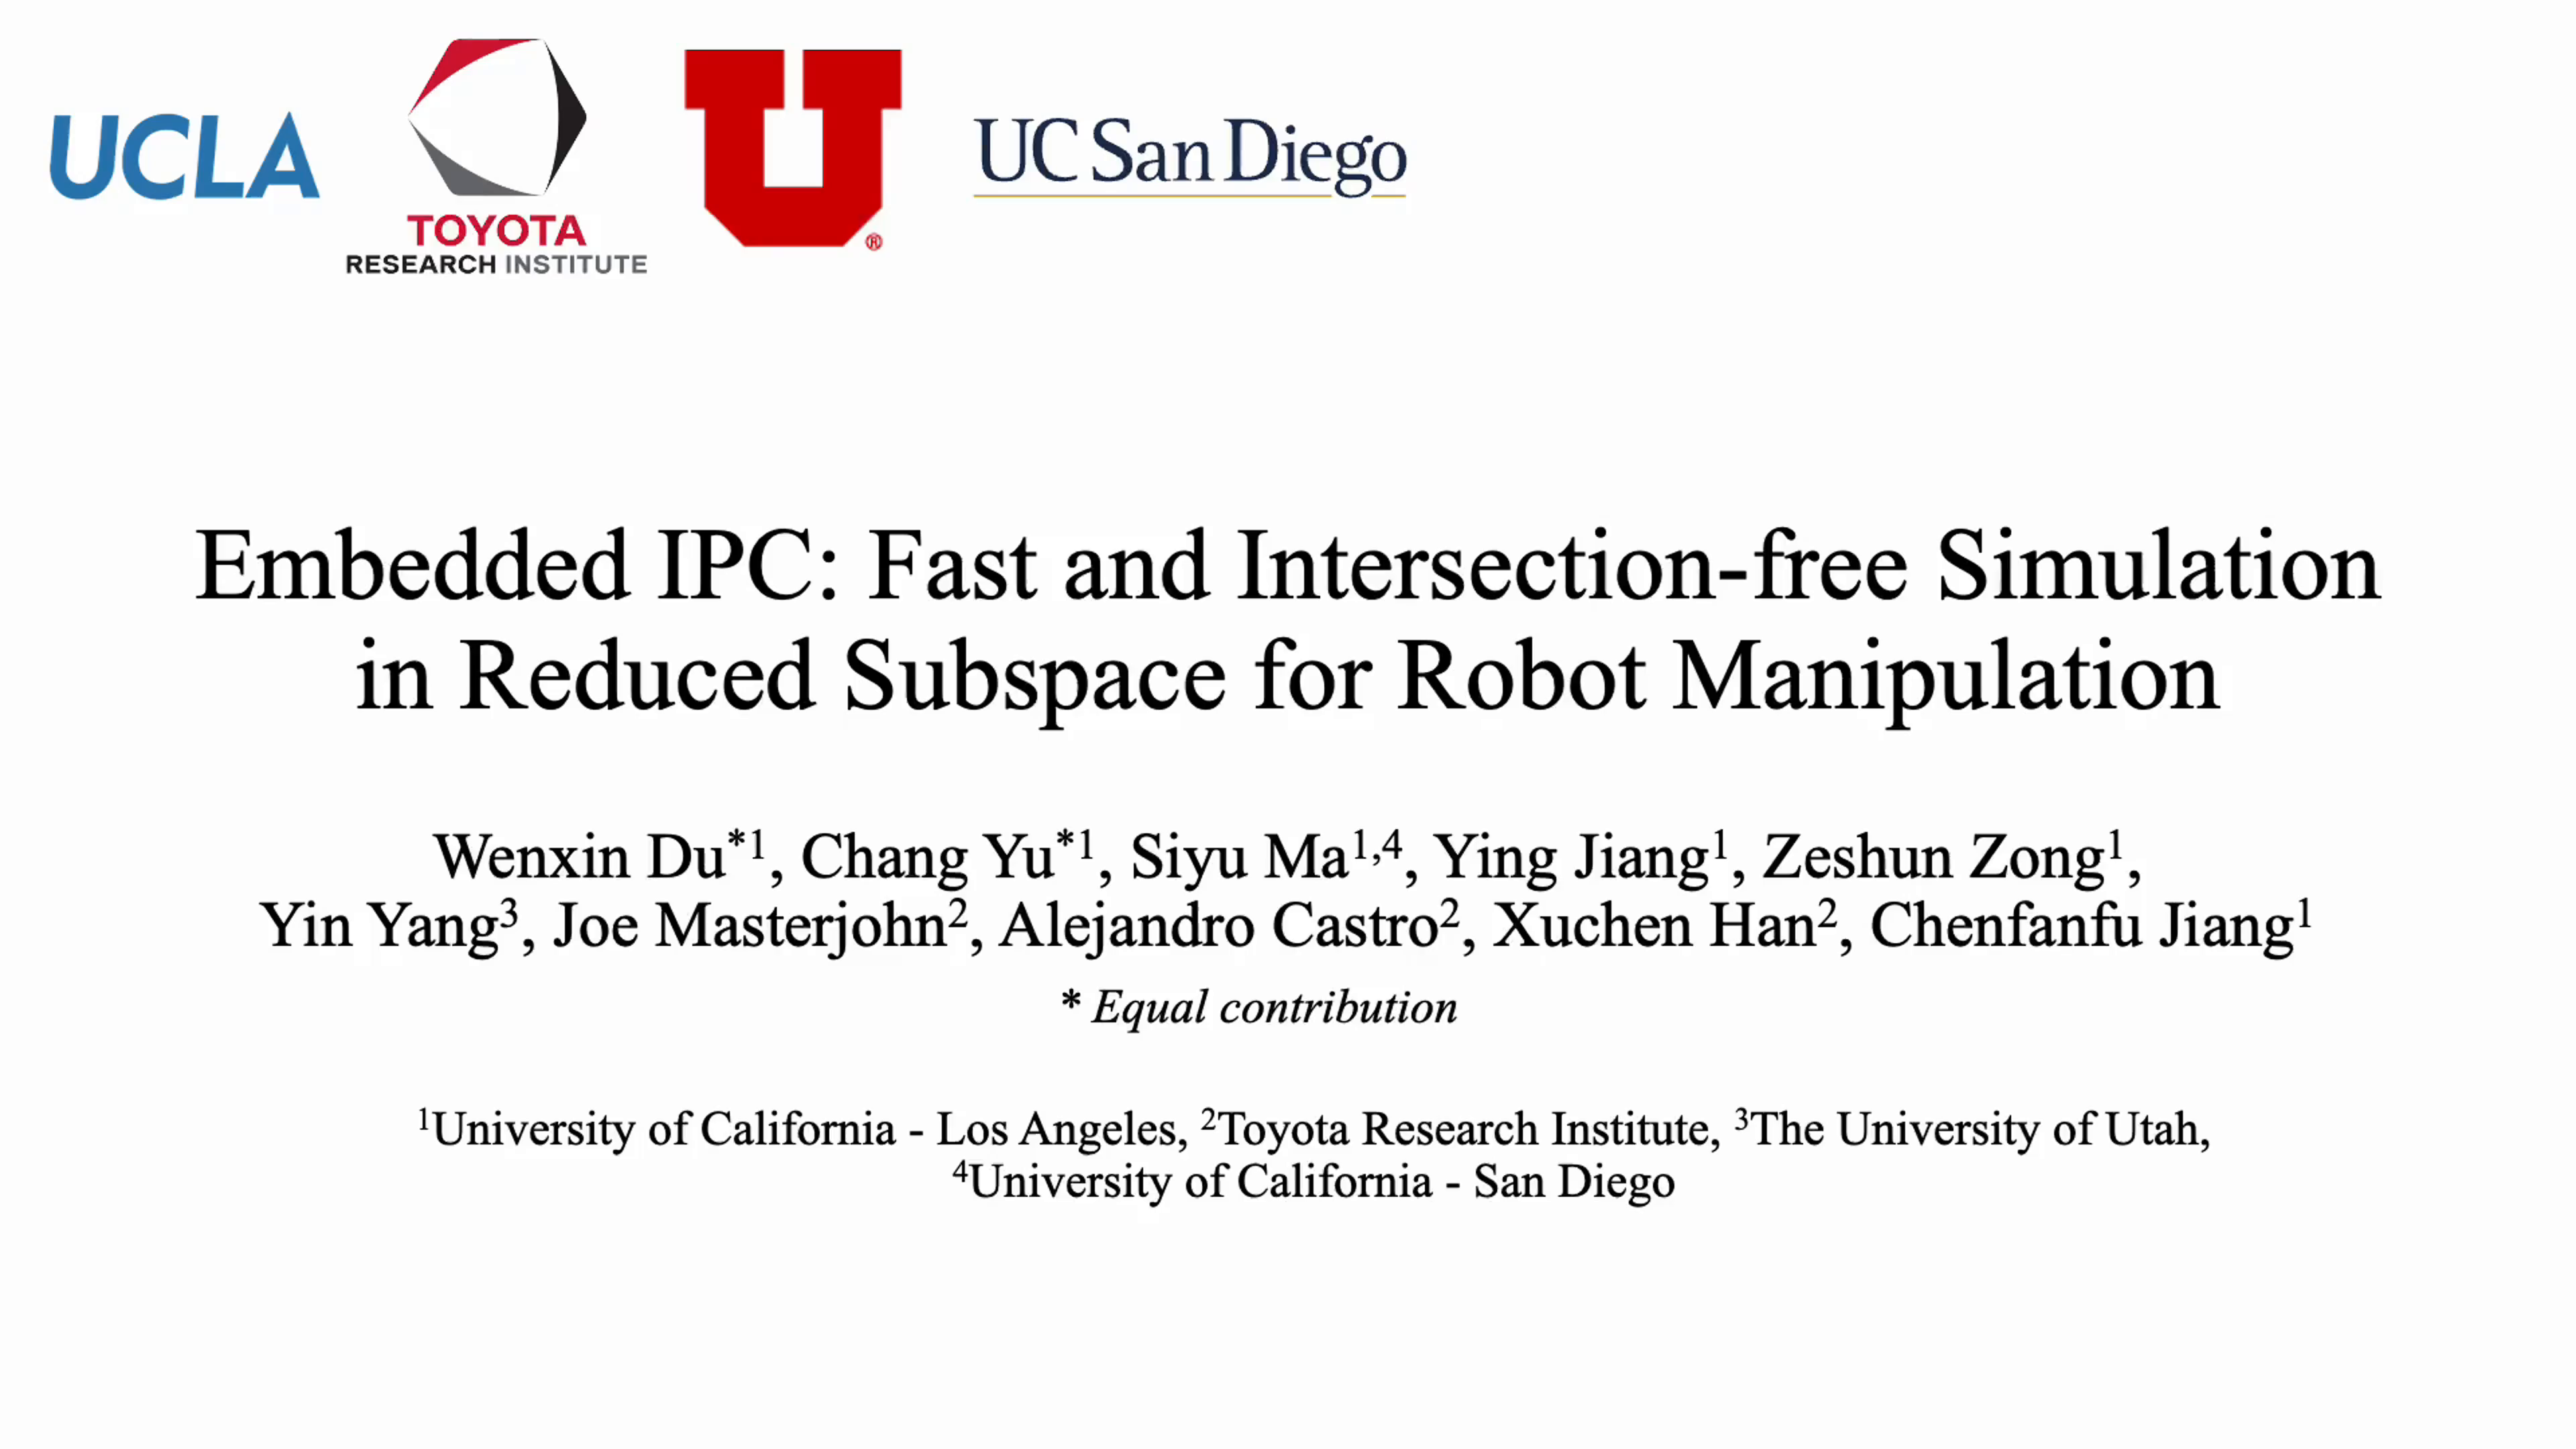 UCLA
TOYOTA
RESEARCH INSTITUTE
U®
UC San Diego
Embedded IPC: Fast and Intersection-free Simulation
in Reduced Subspace for Robot Manipulation
Wenxin Du*¹, Chang Yu*¹, Siyu Ma¹,⁴, Ying Jiang¹, Zeshun Zong¹,
Yin Yang³, Joe Masterjohn², Alejandro Castro², Xuchen Han², Chenfanfu Jiang¹
* Equal contribution
¹University of California - Los Angeles, ²Toyota Research Institute, ³The University of Utah,
⁴University of California - San Diego